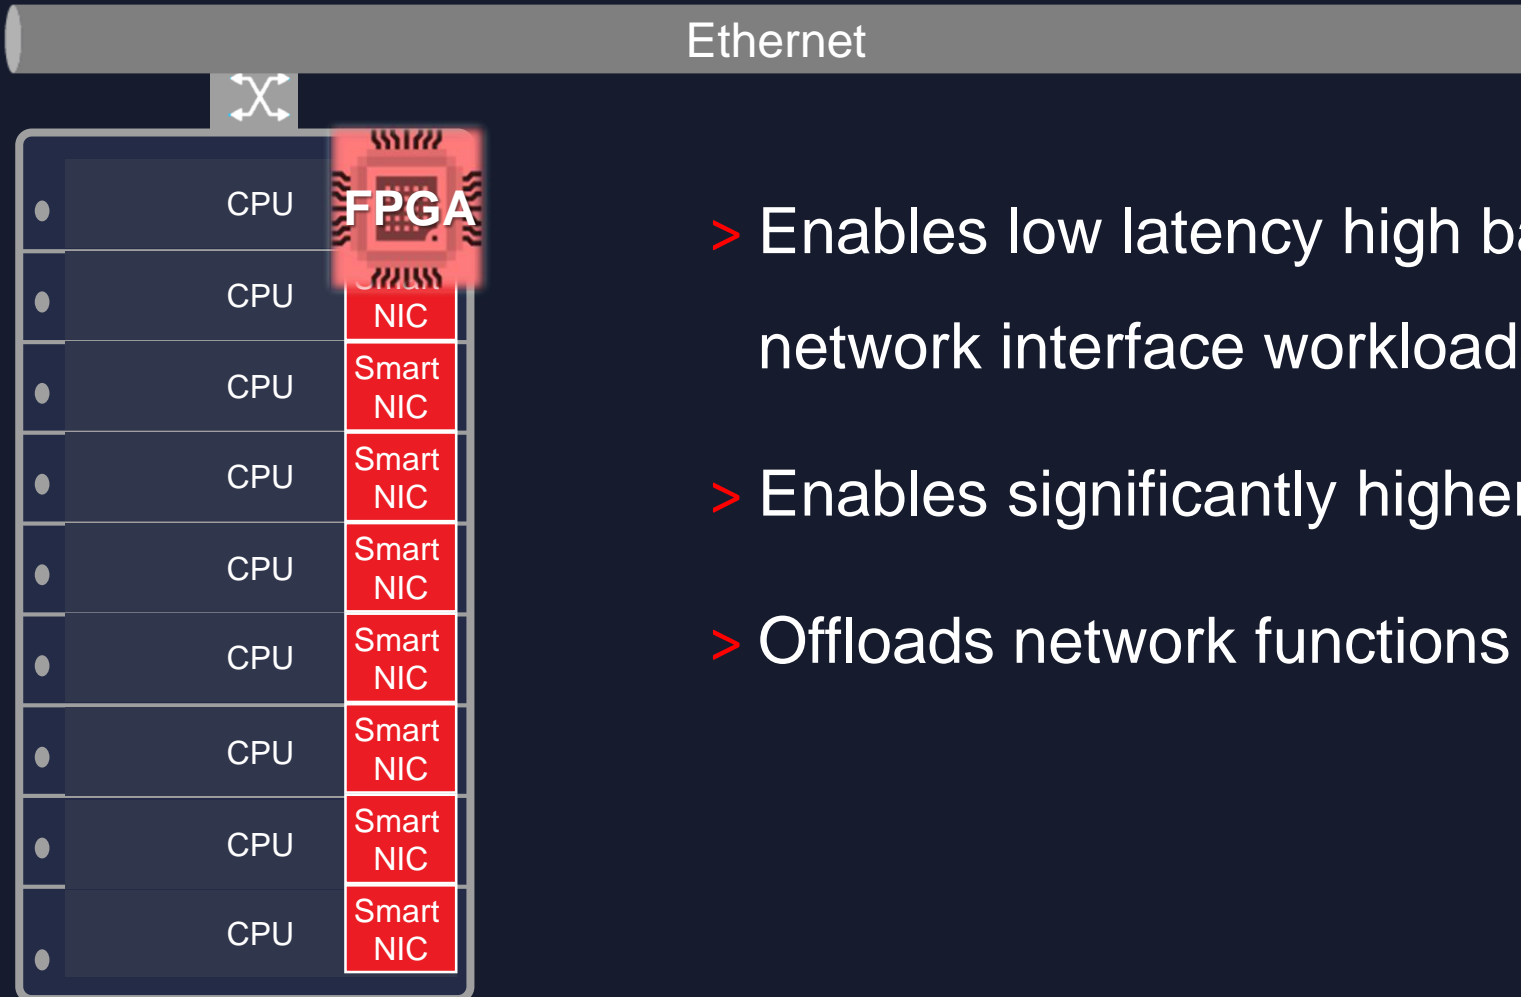 Ethernet
CPU
FPGA
CPU
Smart
NIC
CPU
Smart
NIC
CPU
Smart
NIC
CPU
Smart
NIC
CPU
Smart
NIC
CPU
Smart
NIC
CPU
Smart
NIC
CPU
Smart
NIC
> Enables low latency high
network interface workload
> Enables significantly higher
> Offloads network functions